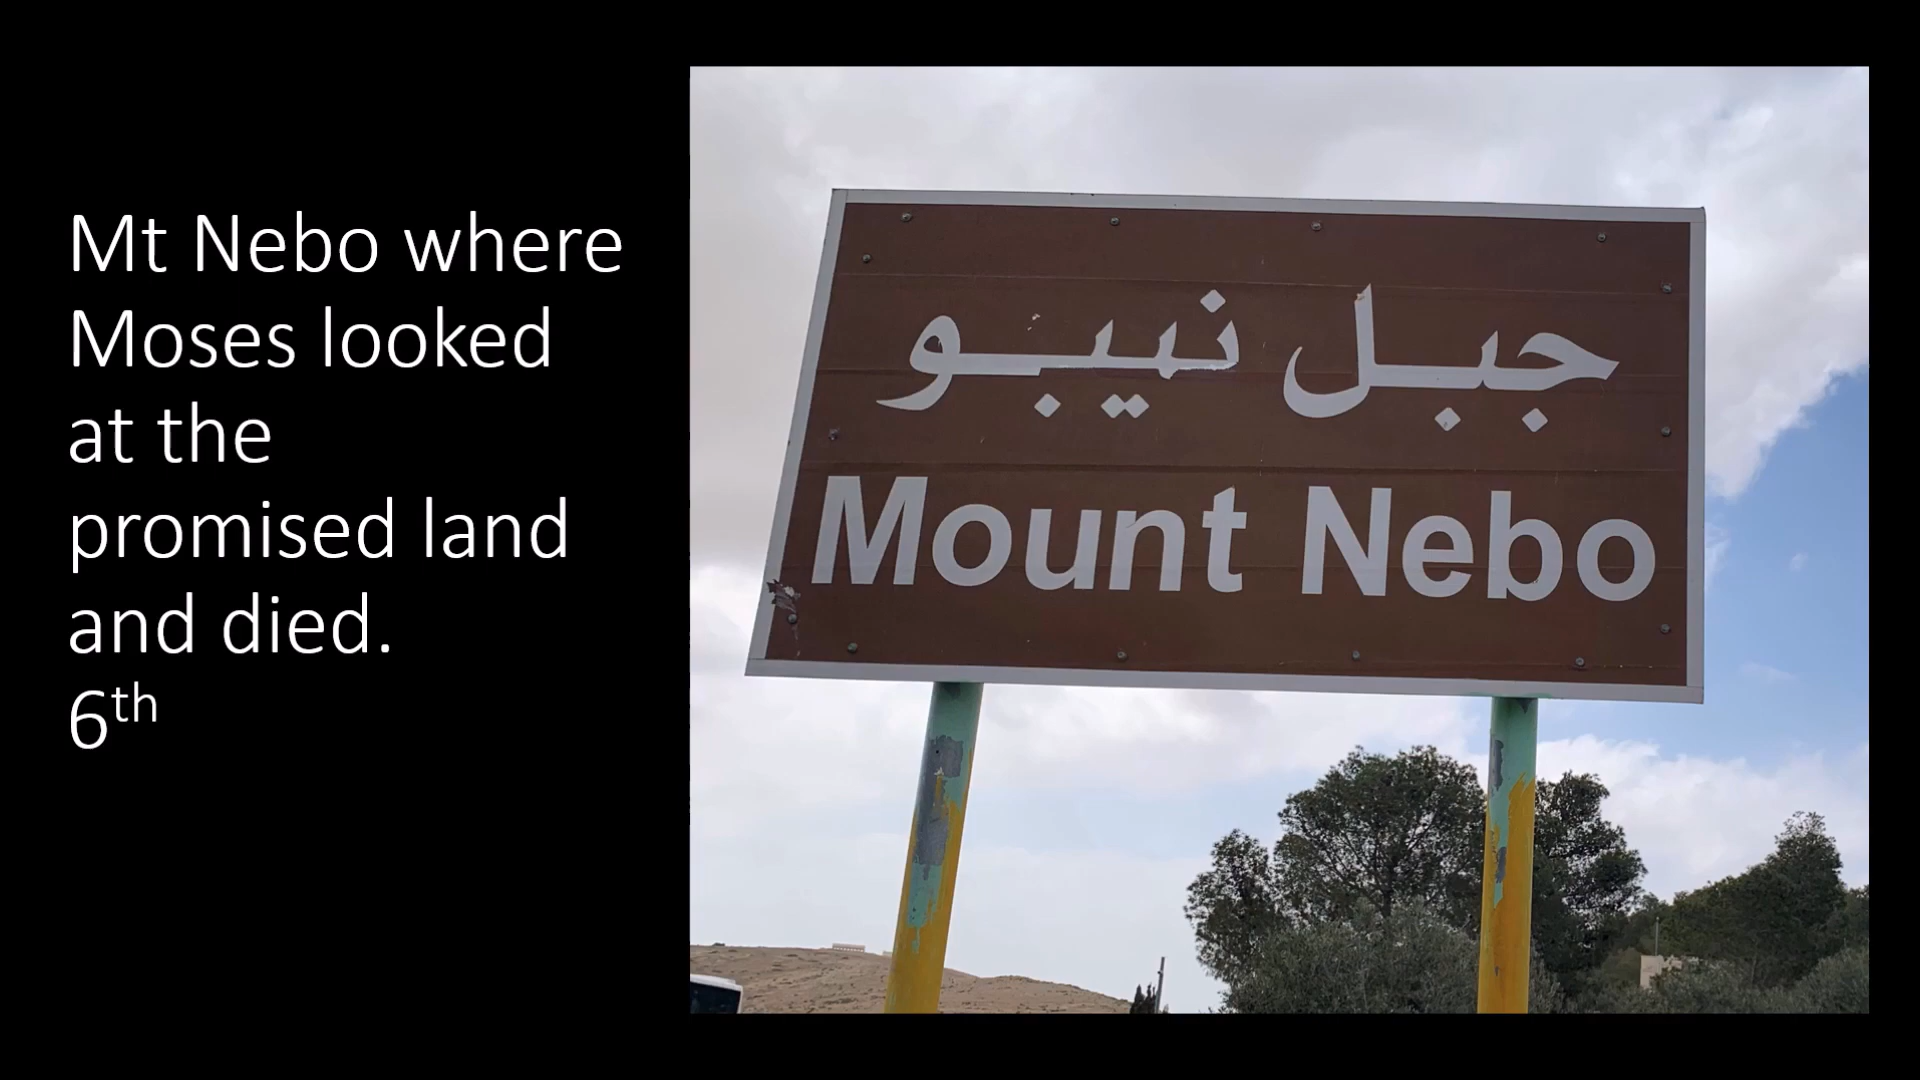 Mt Nebo where
Moses looked
at the
promised land
and died.
6th
جبل نيبو
Mount Nebo